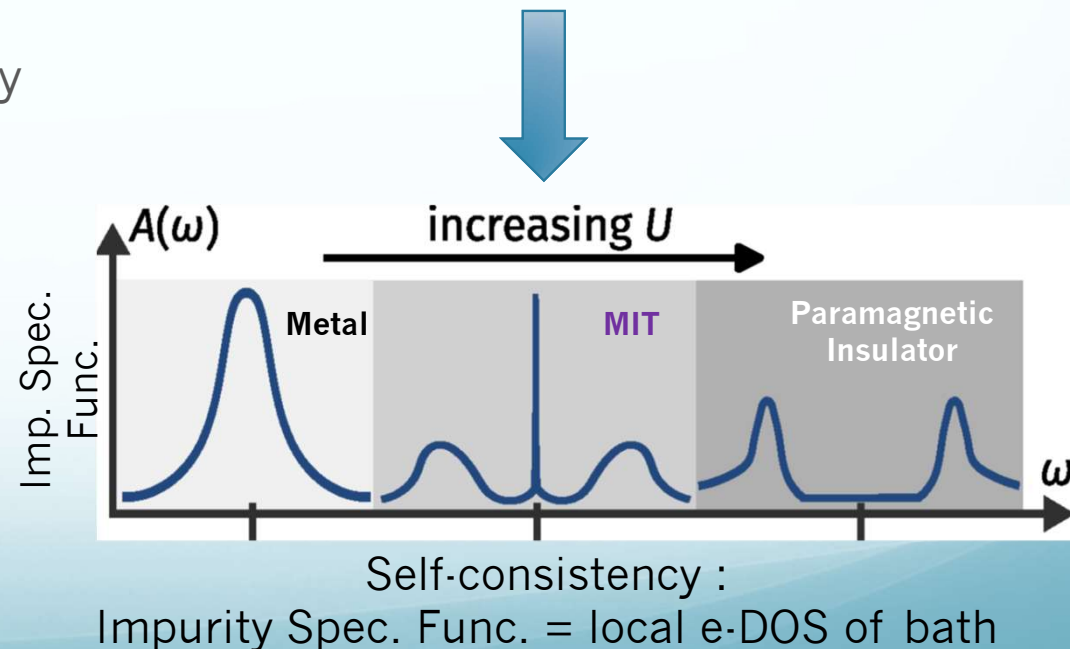 y
A(ω)
increasing U
Imp. Spec.
Func.
Metal
MIT
Paramagnetic
Insulator
ω
Self-consistency :
Impurity Spec. Func. = local e-DOS of bath